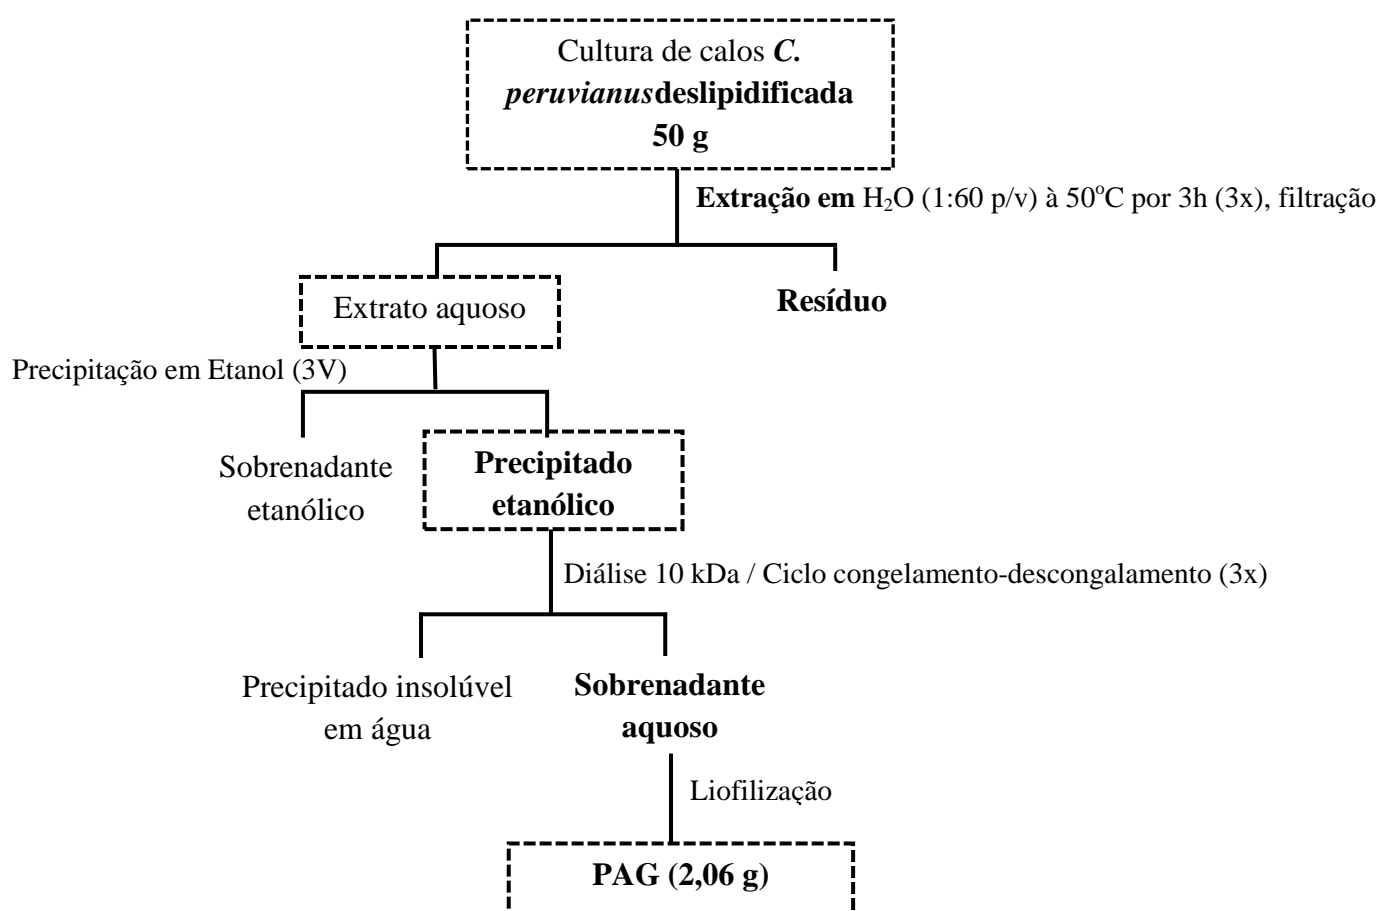 Cultura de calos C.
peruvianusdeslipidificada
50 g
Extração em H₂O (1:60 p/v) à 50ºC por 3h (3x), filtração
Extrato aquoso
Resíduo
Precipitação em Etanol (3V)
Sobrenadante
etanólico
Precipitado
etanólico
Diálise 10 kDa / Ciclo congelamento-descongalamento (3x)
Precipitado insolúvel
em água
Sobrenadante
aquoso
Liofilização
PAG (2,06 g)